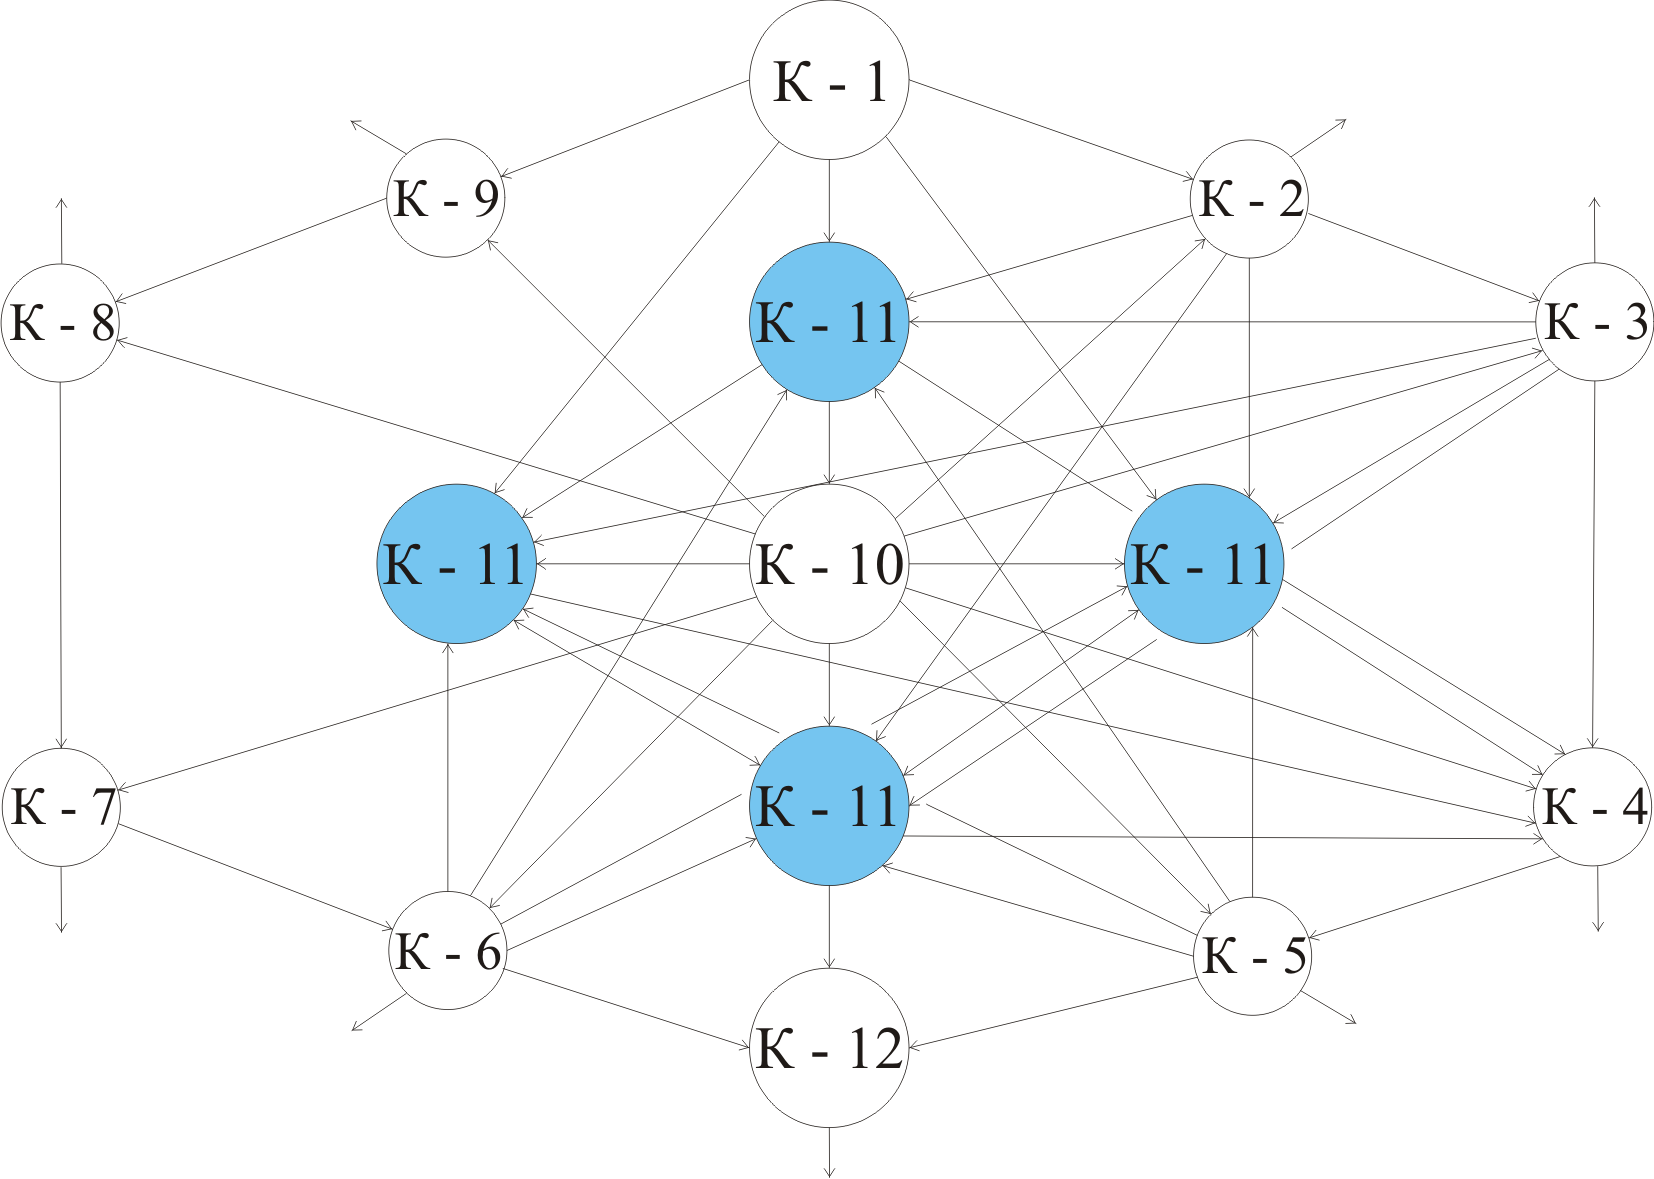 К - 1
К - 9
К - 2
К - 8
К - 11
К - 3
К - 11
К - 10
К - 11
К - 7
К - 11
К - 4
К - 6
К - 5
К - 12